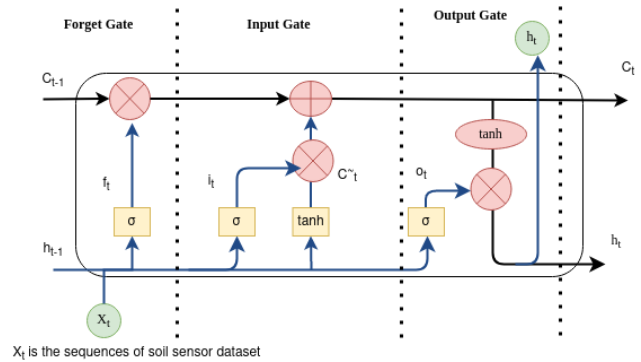 Forget Gate
Input Gate
Output Gate
hₜ
Cₜ₋₁
Cₜ
tanh
fₜ
iₜ
C~ₜ
oₜ
σ
σ
tanh
σ
hₜ₋₁
hₜ
Xₜ
Xₜ is the sequences of soil sensor dataset